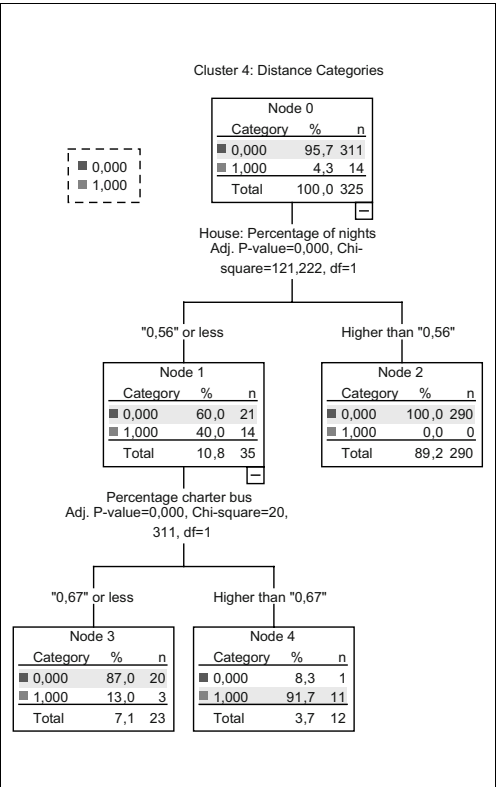 Cluster 4: Distance Categories
Node 0
Category % n
0,000 95,7 311
1,000 4,3 14
Total 100,0 325
0,000
1,000
House: Percentage of nights
Adj. P-value=0,000, Chi-
square=121,222, df=1
"0,56" or less
Higher than "0,56"
Node 1
Category % n
0,000 60,0 21
1,000 40,0 14
Total 10,8 35
Node 2
Category % n
0,000 100,0 290
1,000 0,0 0
Total 89,2 290
Percentage charter bus
Adj. P-value=0,000, Chi-square=20,
311, df=1
"0,67" or less
Higher than "0,67"
Node 3
Category % n
0,000 87,0 20
1,000 13,0 3
Total 7,1 23
Node 4
Category % n
0,000 8,3 1
1,000 91,7 11
Total 3,7 12